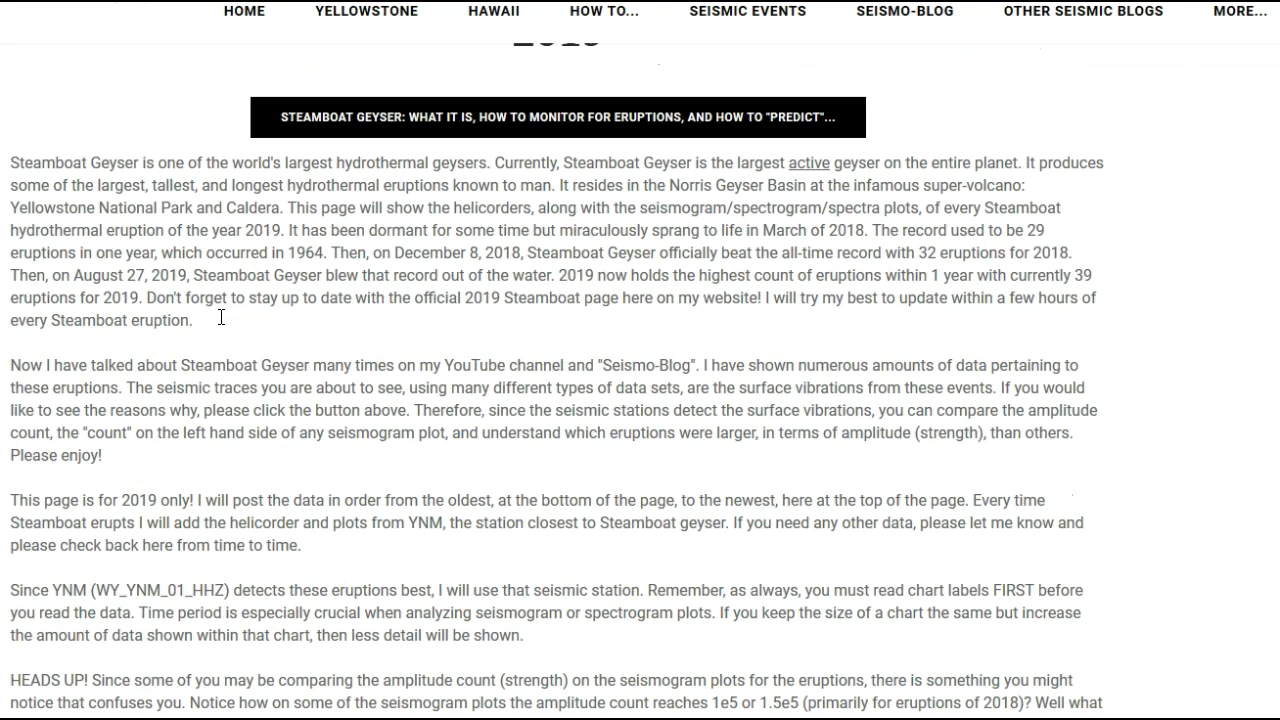 HOME YELLOWSTONE HAWAII HOW TO... SEISMIC EVENTS SEISMO-BLOG OTHER SEISMIC BLOGS MORE...
STEAMBOAT GEYSER: WHAT IT IS, HOW TO MONITOR FOR ERUPTIONS, AND HOW TO "PREDICT"...
Steamboat Geyser is one of the world's largest hydrothermal geysers. Currently, Steamboat Geyser is the largest active geyser on the entire planet. It produces
some of the largest, tallest, and longest hydrothermal eruptions known to man. It resides in the Norris Geyser Basin at the infamous super-volcano:
Yellowstone National Park and Caldera. This page will show the helicorders, along with the seismogram/spectrogram/spectra plots, of every Steamboat
hydrothermal eruption of the year 2019. It has been dormant for some time but miraculously sprang to life in March of 2018. The record used to be 29
eruptions in one year, which occurred in 1964. Then, on December 8, 2018, Steamboat Geyser officially beat the all-time record with 32 eruptions for 2018.
Then, on August 27, 2019, Steamboat Geyser blew that record out of the water. 2019 now holds the highest count of eruptions within 1 year with currently 39
eruptions for 2019. Don't forget to stay up to date with the official 2019 Steamboat page here on my website! I will try my best to update within a few hours of
every Steamboat eruption.
Now I have talked about Steamboat Geyser many times on my YouTube channel and "Seismo-Blog". I have shown numerous amounts of data pertaining to
these eruptions. The seismic traces you are about to see, using many different types of data sets, are the surface vibrations from these events. If you would
like to see the reasons why, please click the button above. Therefore, since the seismic stations detect the surface vibrations, you can compare the amplitude
count, the "count" on the left hand side of any seismogram plot, and understand which eruptions were larger, in terms of amplitude (strength), than others.
Please enjoy!
This page is for 2019 only! I will post the data in order from the oldest, at the bottom of the page, to the newest, here at the top of the page. Every time
Steamboat erupts I will add the helicorder and plots from YNM, the station closest to Steamboat geyser. If you need any other data, please let me know and
please check back here from time to time.
Since YNM (WY_YNM_01_HHZ) detects these eruptions best, I will use that seismic station. Remember, as always, you must read chart labels FIRST before
you read the data. Time period is especially crucial when analyzing seismogram or spectrogram plots. If you keep the size of a chart the same but increase
the amount of data shown within that chart, then less detail will be shown.
HEADS UP! Since some of you may be comparing the amplitude count (strength) on the seismogram plots for the eruptions, there is something you might
notice that confuses you. Notice how on some of the seismogram plots the amplitude count reaches 1e5 or 1.5e5 (primarily for eruptions of 2018)? Well what